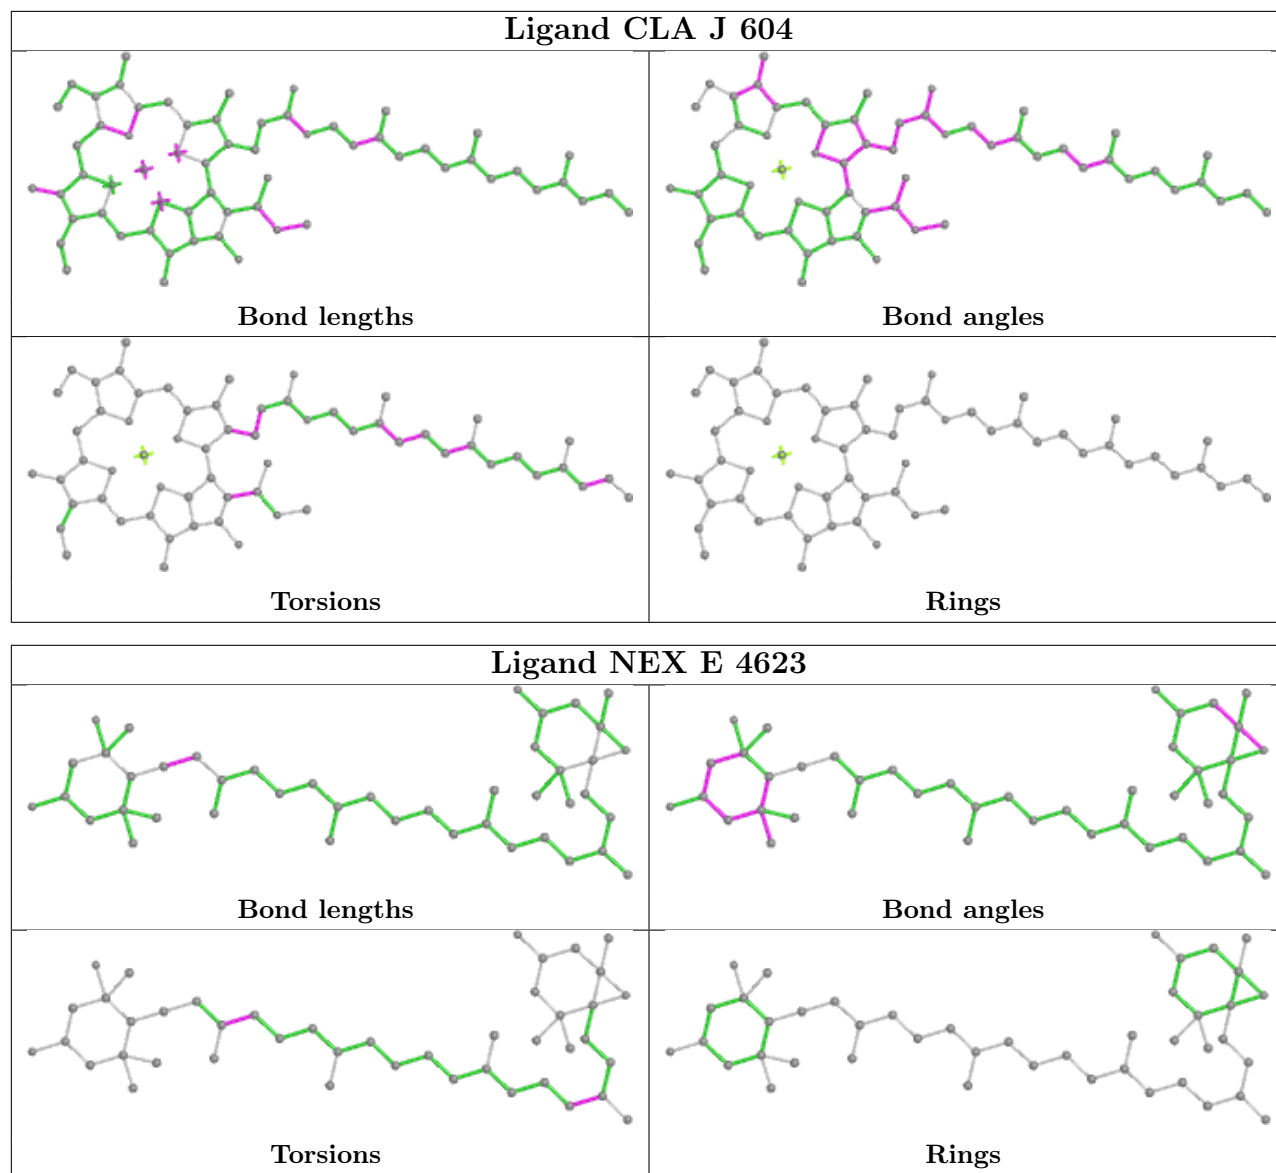 Ligand CLA J 604
Bond lengths
Bond angles
Torsions
Rings
Ligand NEX E 4623
Bond lengths
Bond angles
Torsions
Rings